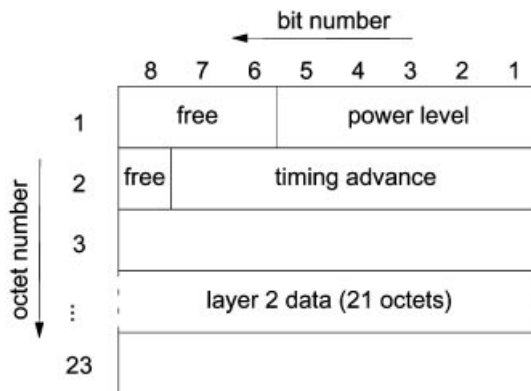 bit number
8 7 6 5 4 3 2 1
1 free power level
2 free timing advance
3
... layer 2 data (21 octets)
23
octet number